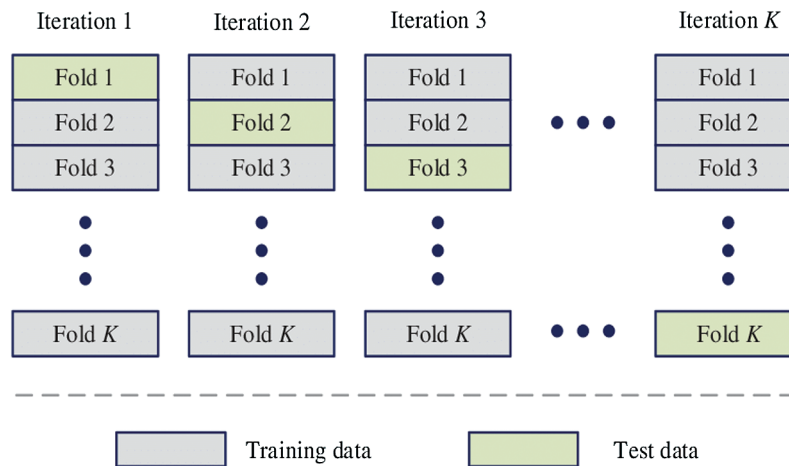 Iteration 1 Iteration 2 Iteration 3 Iteration K
Fold 1 Fold 1 Fold 1 Fold 1
Fold 2 Fold 2 Fold 2 Fold 2
Fold 3 Fold 3 Fold 3 Fold 3
Fold K Fold K Fold K Fold K
Training data Test data